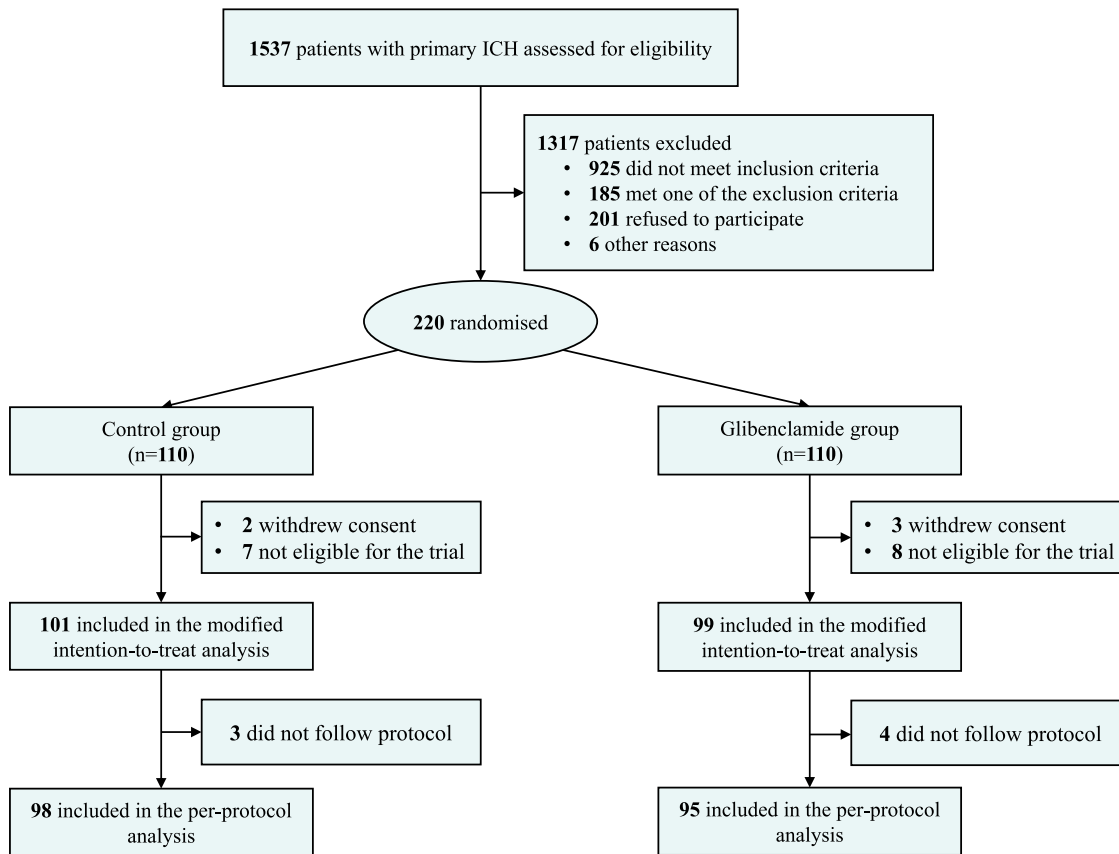 1537 patients with primary ICH assessed for eligibility
1317 patients excluded
• 925 did not meet inclusion criteria
• 185 met one of the exclusion criteria
• 201 refused to participate
• 6 other reasons
220 randomised
Control group
(n=110)
Glibenclamide group
(n=110)
• 2 withdrew consent
• 7 not eligible for the trial
• 3 withdrew consent
• 8 not eligible for the trial
101 included in the modified
intention-to-treat analysis
99 included in the modified
intention-to-treat analysis
3 did not follow protocol
4 did not follow protocol
98 included in the per-protocol
analysis
95 included in the per-protocol
analysis